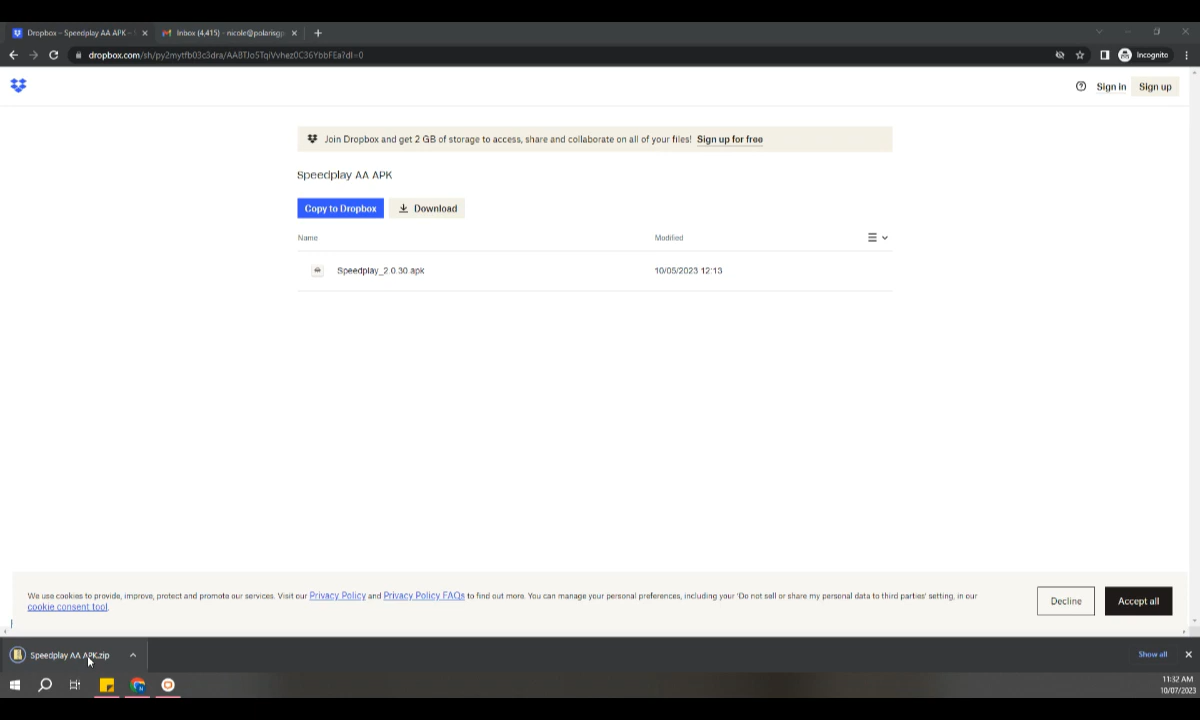 Dropbox - Speedplay AA APK -
Inbox (4,415) - nicole@polarisgp
dropbox.com/sh/py2mytfb03c3dra/AABTJo5TqiVvhez0C36YbbFEa?dl=0
Incognito
Sign in
Sign up
Join Dropbox and get 2 GB of storage to access, share and collaborate on all of your files! Sign up for free
Speedplay AA APK
Copy to Dropbox
Download
Name
Modified
Speedplay_2.0.30.apk
10/05/2023 12:13
We use cookies to provide, improve, protect and promote our services. Visit our Privacy Policy and Privacy Policy FAQs to find out more. You can manage your personal preferences, including your 'Do not sell or share my personal data to third parties' setting, in our
cookie consent tool.
Decline
Accept all
Speedplay AA APK.zip
Show all
11:32 AM
10/07/2023